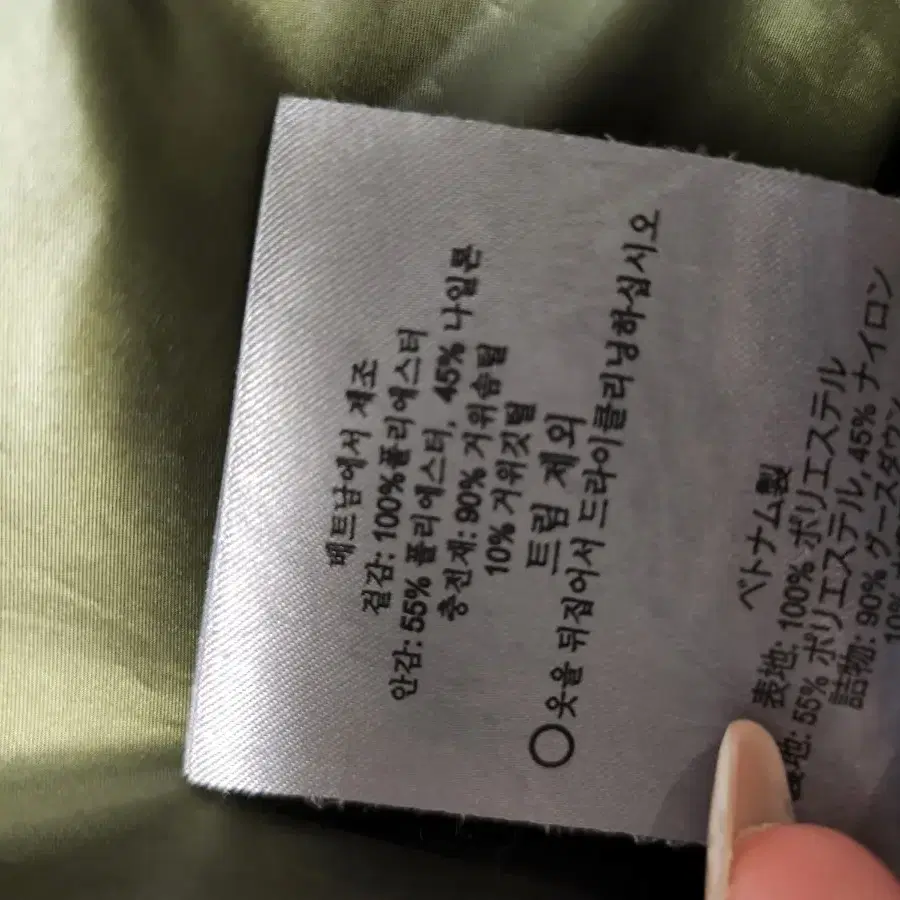 베트남에서 제조
겉감: 100%폴리에스터
안감: 55% 폴리에스터, 45% 나일론
충전재: 90% 거위솜털
10% 거위깃털
트림 제외
옷을 뒤집어서 드라이클리닝하십시오
ベトナム製
表地: 100% ポリエステル
地: 55% ポリエステル, 45% ナイロン
詰物: 90% グースダウン
10%